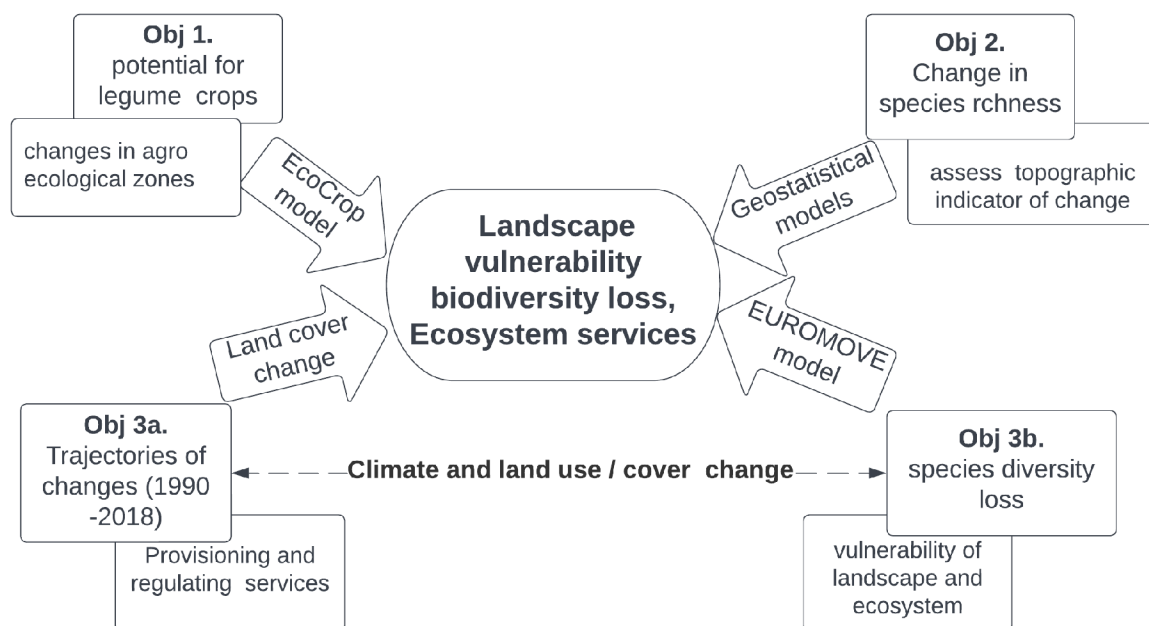 Obj 1.
potential for
legume crops
changes in agro
ecological zones
EcoCrop
model
Obj 2.
Change in
species rchness
assess topographic
indicator of change
Geostatistical
models
Landscape
vulnerability
biodiversity loss,
Ecosystem services
Land cover
change
EUROMOVE
model
Obj 3a.
Trajectories of
changes (1990
-2018)
Provisioning and
regulating services
Climate and land use / cover change
Obj 3b.
species diversity
loss
vulnerability of
landscape and
ecosystem